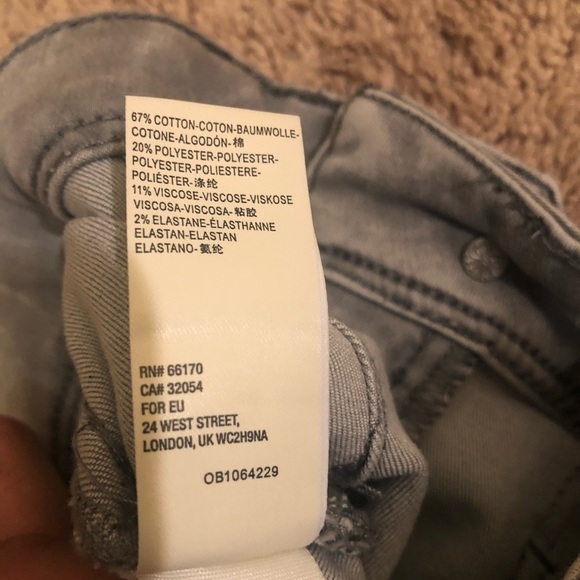 67% COTTON-COTON-BAUMWOLLE-
COTONE-ALGODÓN-棉
20% POLYESTER-POLYESTER-
POLYESTER-POLIESTERE-
POLIÉSTER-涤纶
11% VISCOSE-VISCOSE-VISKOSE
VISCOSA-VISCOSA-粘胶
2% ELASTANE-ÉLASTHANNE
ELASTAN-ELASTAN
ELASTANO-氨纶
RN# 66170
CA# 32054
FOR EU
24 WEST STREET,
LONDON, UK WC2H9NA
OB1064229